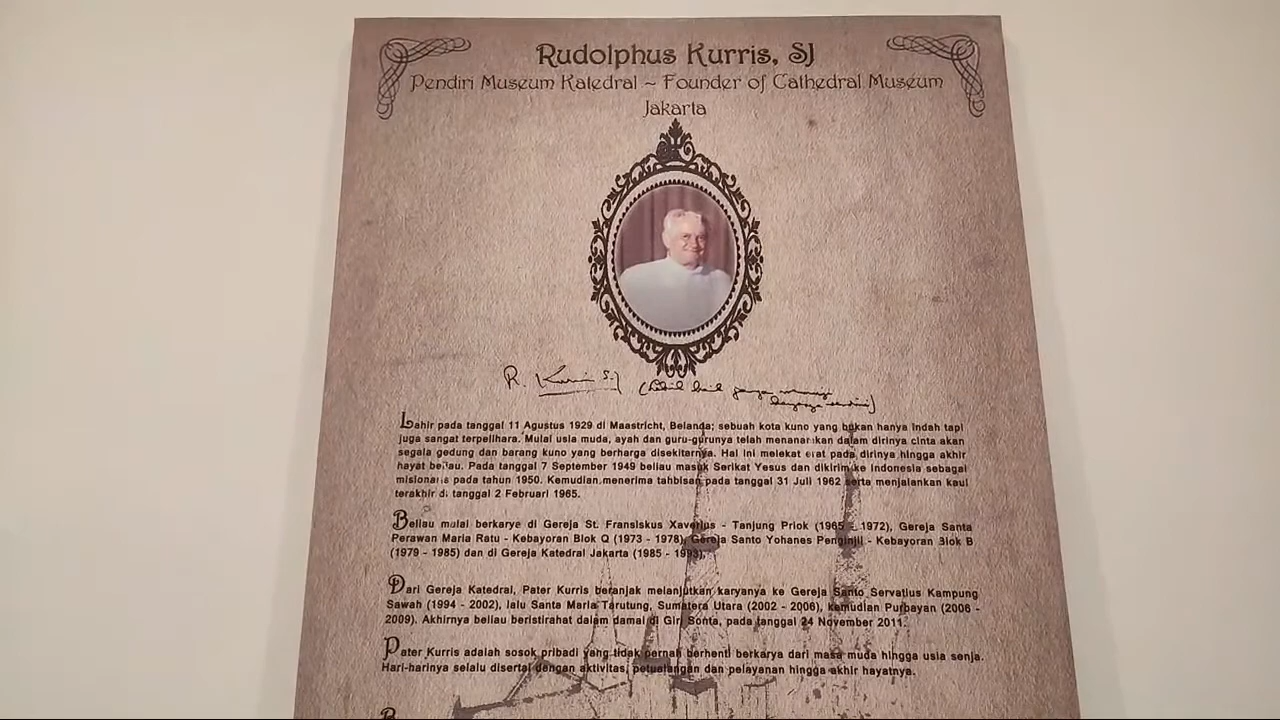 Rudolphus Kurris, SJ
Pendiri Museum Katedral ~ Founder of Cathedral Museum
Jakarta
R. Kurris S.J
Lahir pada tanggal 11 Agustus 1929 di Maastricht, Belanda; sebuah kota kuno yang bukan hanya indah tapi
juga sangat terpelihara. Mulai usia muda, ayah dan guru-gurunya telah menanamkan dalam dirinya cinta akan
segala gedung dan barang kuno yang berharga disekitarnya. Hal ini melekat erat pada dirinya hingga akhir
hayat beliau. Pada tanggal 7 September 1949 beliau masuk Serikat Yesus dan dikirim ke Indonesia sebagai
misionaris pada tahun 1950. Kemudian menerima tahbisan pada tanggal 31 Juli 1962 serta menjalankan kaul
terakhir di tanggal 2 Februari 1965.
Beliau mulai berkarya di Gereja St. Fransiskus Xaverius - Tanjung Priok (1965 - 1972), Gereja Santa
Perawan Maria Ratu - Kebayoran Blok Q (1973 - 1978), Gereja Santo Yohanes Penginjil - Kebayoran Blok B
(1979 - 1985) dan di Gereja Katedral Jakarta (1985 - 1993).
Dari Gereja Katedral, Pater Kurris beranjak melanjutkan karyanya ke Gereja Santo Servatius Kampung
Sawah (1994 - 2002), lalu Santa Maria Tarutung, Sumatera Utara (2002 - 2006), kemudian Purbayan (2006 -
2009). Akhirnya beliau beristirahat dalam damai di Giri Sonta, pada tanggal 24 November 2011.
Pater Kurris adalah sosok pribadi yang tidak pernah berhenti berkarya dari masa muda hingga usia senja.
Hari-harinya selalu disertai dengan aktivitas, petualangan dan pelayanan hingga akhir hayatnya.